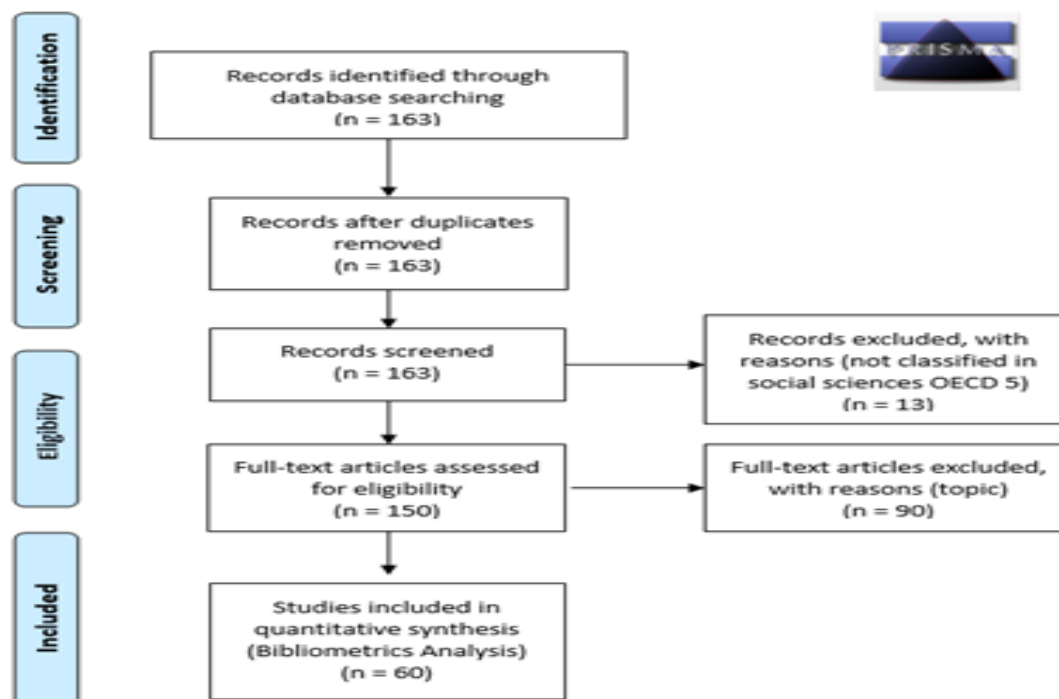 Identification
PRISMA
Records identified through
database searching
(n = 163)
Screening
Records after duplicates
removed
(n = 163)
Records screened
(n = 163)
Records excluded, with
reasons (not classified in
social sciences OECD 5)
(n = 13)
Eligibility
Full-text articles assessed
for eligibility
(n = 150)
Full-text articles excluded,
with reasons (topic)
(n = 90)
Included
Studies included in
quantitative synthesis
(Bibliometrics Analysis)
(n = 60)